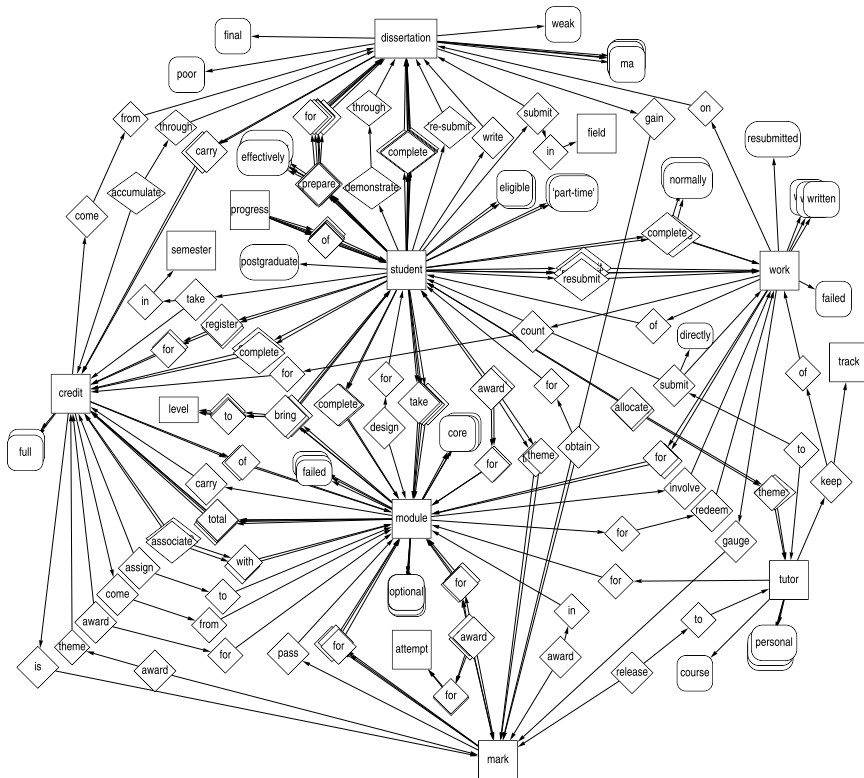 weak
final
dissertation
ma
poor
from
through
for
through
submit
gain
on
re-submit
write
carry
effectively
complete
in
field
resubmitted
prepare
demonstrate
eligible
'part-time'
normally
written
accumulate
progress
come
of
complete
semester
postgraduate
student
resubmit
work
in
take
failed
register
count
of
directly
for
complete
track
for
credit
for
award
for
submit
of
level
to
bring
complete
take
allocate
design
core
full
of
failed
for
theme
obtain
for
to
carry
involve
keep
total
module
redeem
theme
associate
with
for
gauge
assign
come
to
optional
for
for
tutor
award
from
in
to
personal
theme
for
pass
for
attempt
award
is
award
for
award
release
course
mark